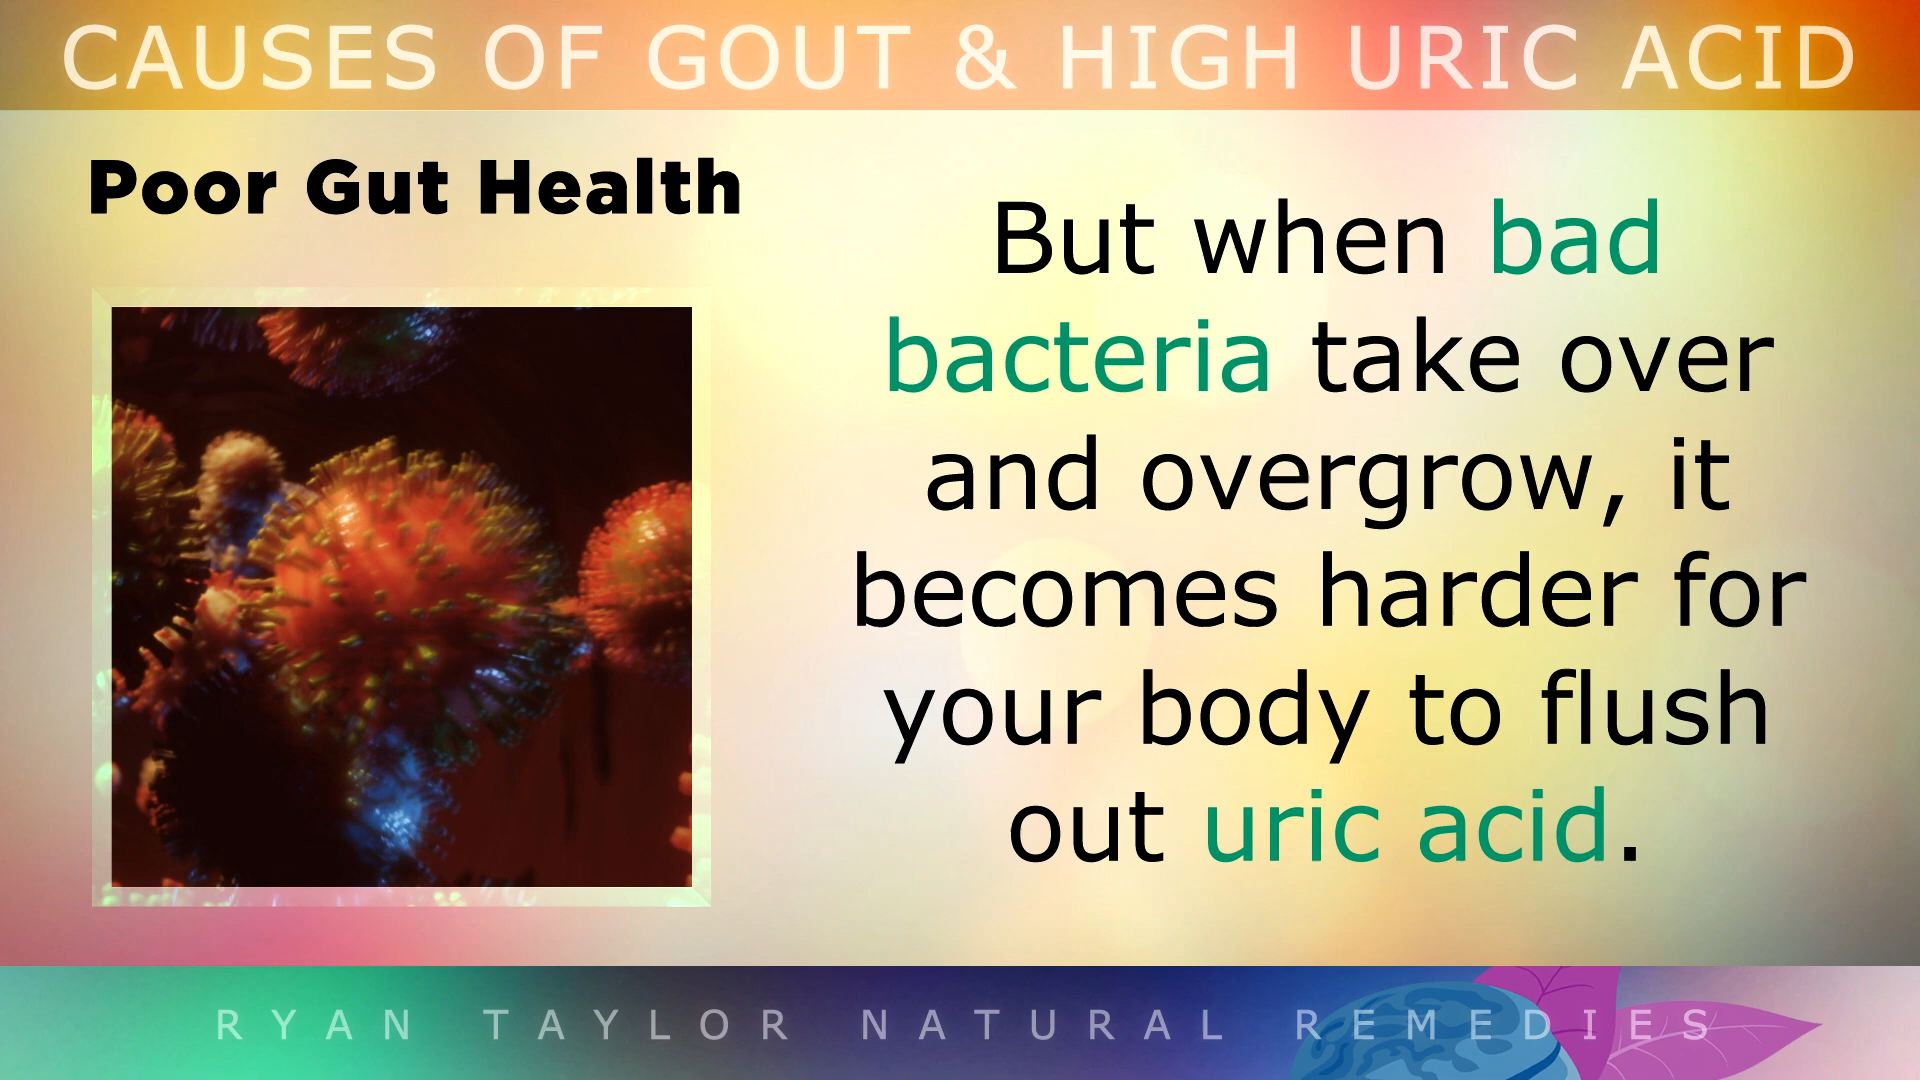 CAUSES OF GOUT & HIGH URIC ACID
Poor Gut Health
But when bad
bacteria take over
and overgrow, it
becomes harder for
your body to flush
out uric acid.
RYAN TAYLOR NATURAL REMEDIES